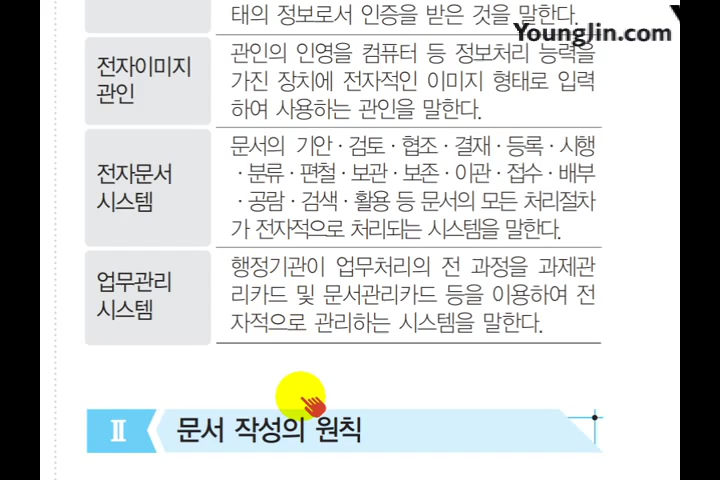 태의 정보로서 인증을 받은 것을 말한다.
YoungJin.com
전자이미지
관인
관인의 인영을 컴퓨터 등 정보처리 능력을
가진 장치에 전자적인 이미지 형태로 입력
하여 사용하는 관인을 말한다.
전자문서
시스템
문서의 기안·검토·협조·결재·등록·시행
·분류·편철·보관·보존·이관·접수·배부
·공람·검색·활용 등 문서의 모든 처리절차
가 전자적으로 처리되는 시스템을 말한다.
업무관리
시스템
행정기관이 업무처리의 전 과정을 과제관
리카드 및 문서관리카드 등을 이용하여 전
자적으로 관리하는 시스템을 말한다.
Ⅱ 문서 작성의 원칙